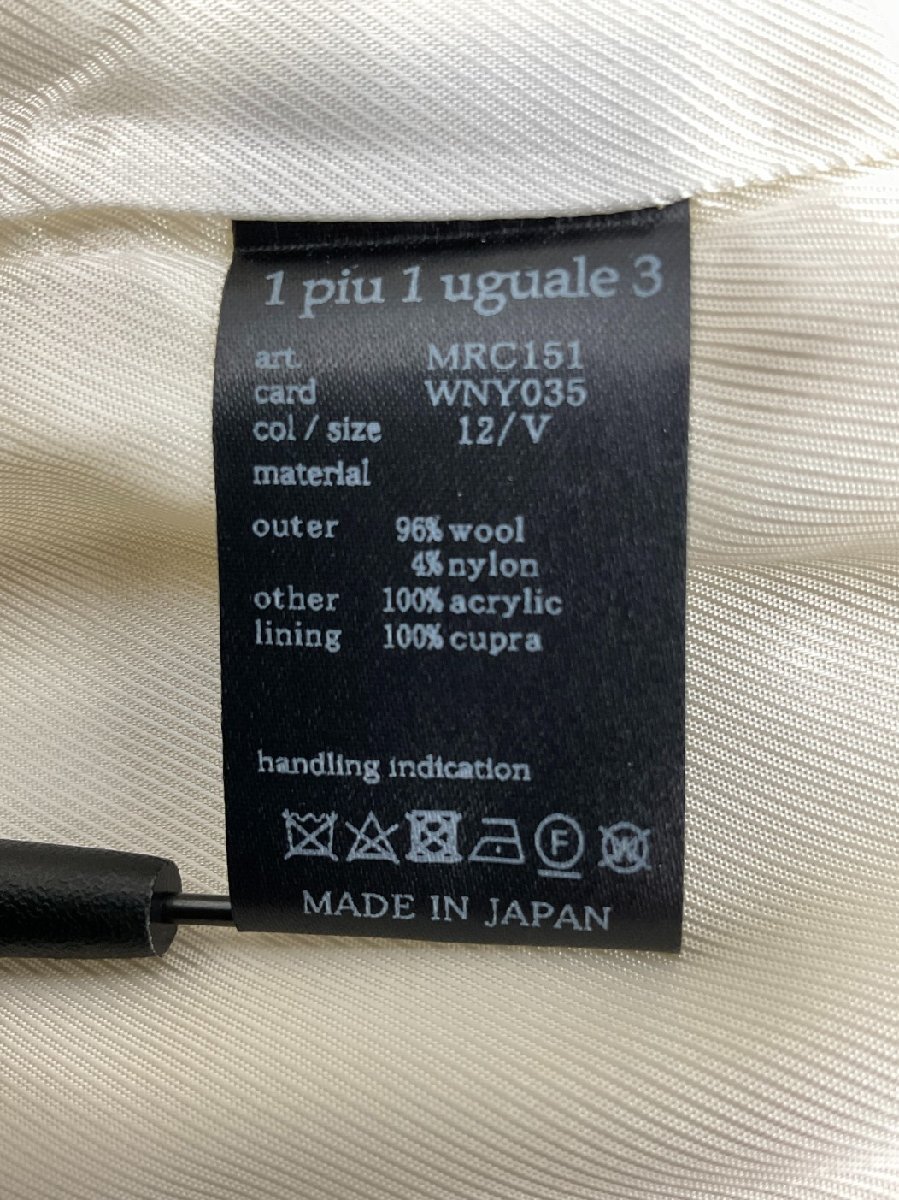 1 piu 1 uguale 3
art. MRC151
card WNY035
col / size 12/V
material
outer 96% wool
4% nylon
other 100% acrylic
lining 100% cupra
handling indication
F W
MADE IN JAPAN